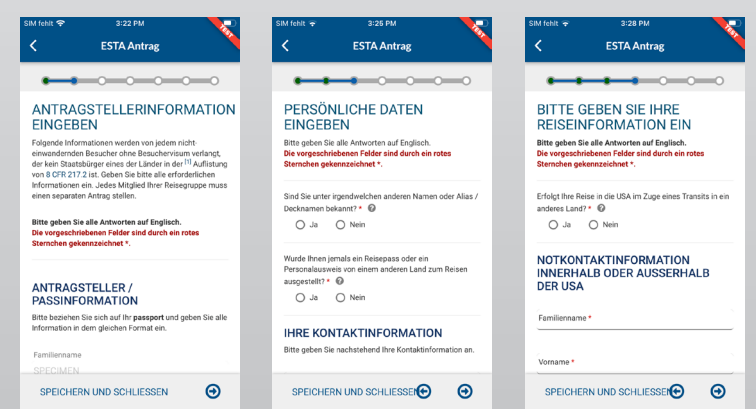 SIM fehlt 3:22 PM
TEST
ESTA Antrag
ANTRAGSTELLERINFORMATION
EINGEBEN
Folgende Informationen werden von jedem nicht-
einwandernden Besucher ohne Besuchervisum verlangt,
der kein Staatsbürger eines der Länder in der [1] Auflistung
von 8 CFR 217.2 ist. Geben Sie bitte alle erforderlichen
Informationen ein. Jedes Mitglied Ihrer Reisegruppe muss
einen separaten Antrag stellen.
Bitte geben Sie alle Antworten auf Englisch.
Die vorgeschriebenen Felder sind durch ein rotes
Sternchen gekennzeichnet *.
ANTRAGSTELLER /
PASSINFORMATION
Bitte beziehen Sie sich auf Ihr passport und geben Sie alle
Information in dem gleichen Format ein.
Familienname
SPECIMEN
SPEICHERN UND SCHLIESSEN
SIM fehlt 3:25 PM
TEST
ESTA Antrag
PERSÖNLICHE DATEN
EINGEBEN
Bitte geben Sie alle Antworten auf Englisch.
Die vorgeschriebenen Felder sind durch ein rotes
Sternchen gekennzeichnet *.
Sind Sie unter irgendwelchen anderen Namen oder Alias /
Decknamen bekannt? *
Ja Nein
Wurde Ihnen jemals ein Reisepass oder ein
Personalausweis von einem anderen Land zum Reisen
ausgestellt? *
Ja Nein
IHRE KONTAKTINFORMATION
Bitte geben Sie nachstehend Ihre Kontaktinformation an.
SPEICHERN UND SCHLIESSEN
SIM fehlt 3:28 PM
TEST
ESTA Antrag
BITTE GEBEN SIE IHRE
REISEINFORMATION EIN
Bitte geben Sie alle Antworten auf Englisch.
Die vorgeschriebenen Felder sind durch ein rotes
Sternchen gekennzeichnet *.
Erfolgt Ihre Reise in die USA im Zuge eines Transits in ein
anderes Land? *
Ja Nein
NOTKONTAKTINFORMATION
INNERHALB ODER AUSSERHALB
DER USA
Familienname *
Vorname *
SPEICHERN UND SCHLIESSEN